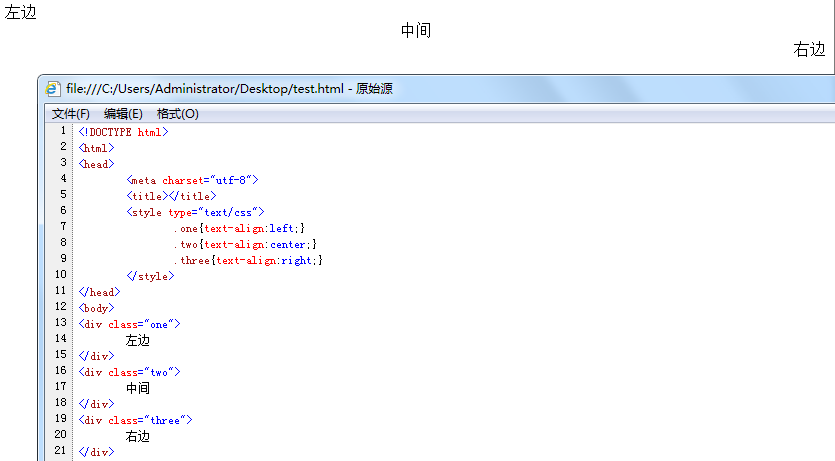 左边
中间
右边
file:///C:/Users/Administrator/Desktop/test.html - 原始源
文件(F) 编辑(E) 格式(O)
1 <!DOCTYPE html>
2 <html>
3 <head>
4 <meta charset="utf-8">
5 <title></title>
6 <style type="text/css">
7 .one{text-align:left;}
8 .two{text-align:center;}
9 .three{text-align:right;}
10 </style>
11 </head>
12 <body>
13 <div class="one">
14 左边
15 </div>
16 <div class="two">
17 中间
18 </div>
19 <div class="three">
20 右边
21 </div>